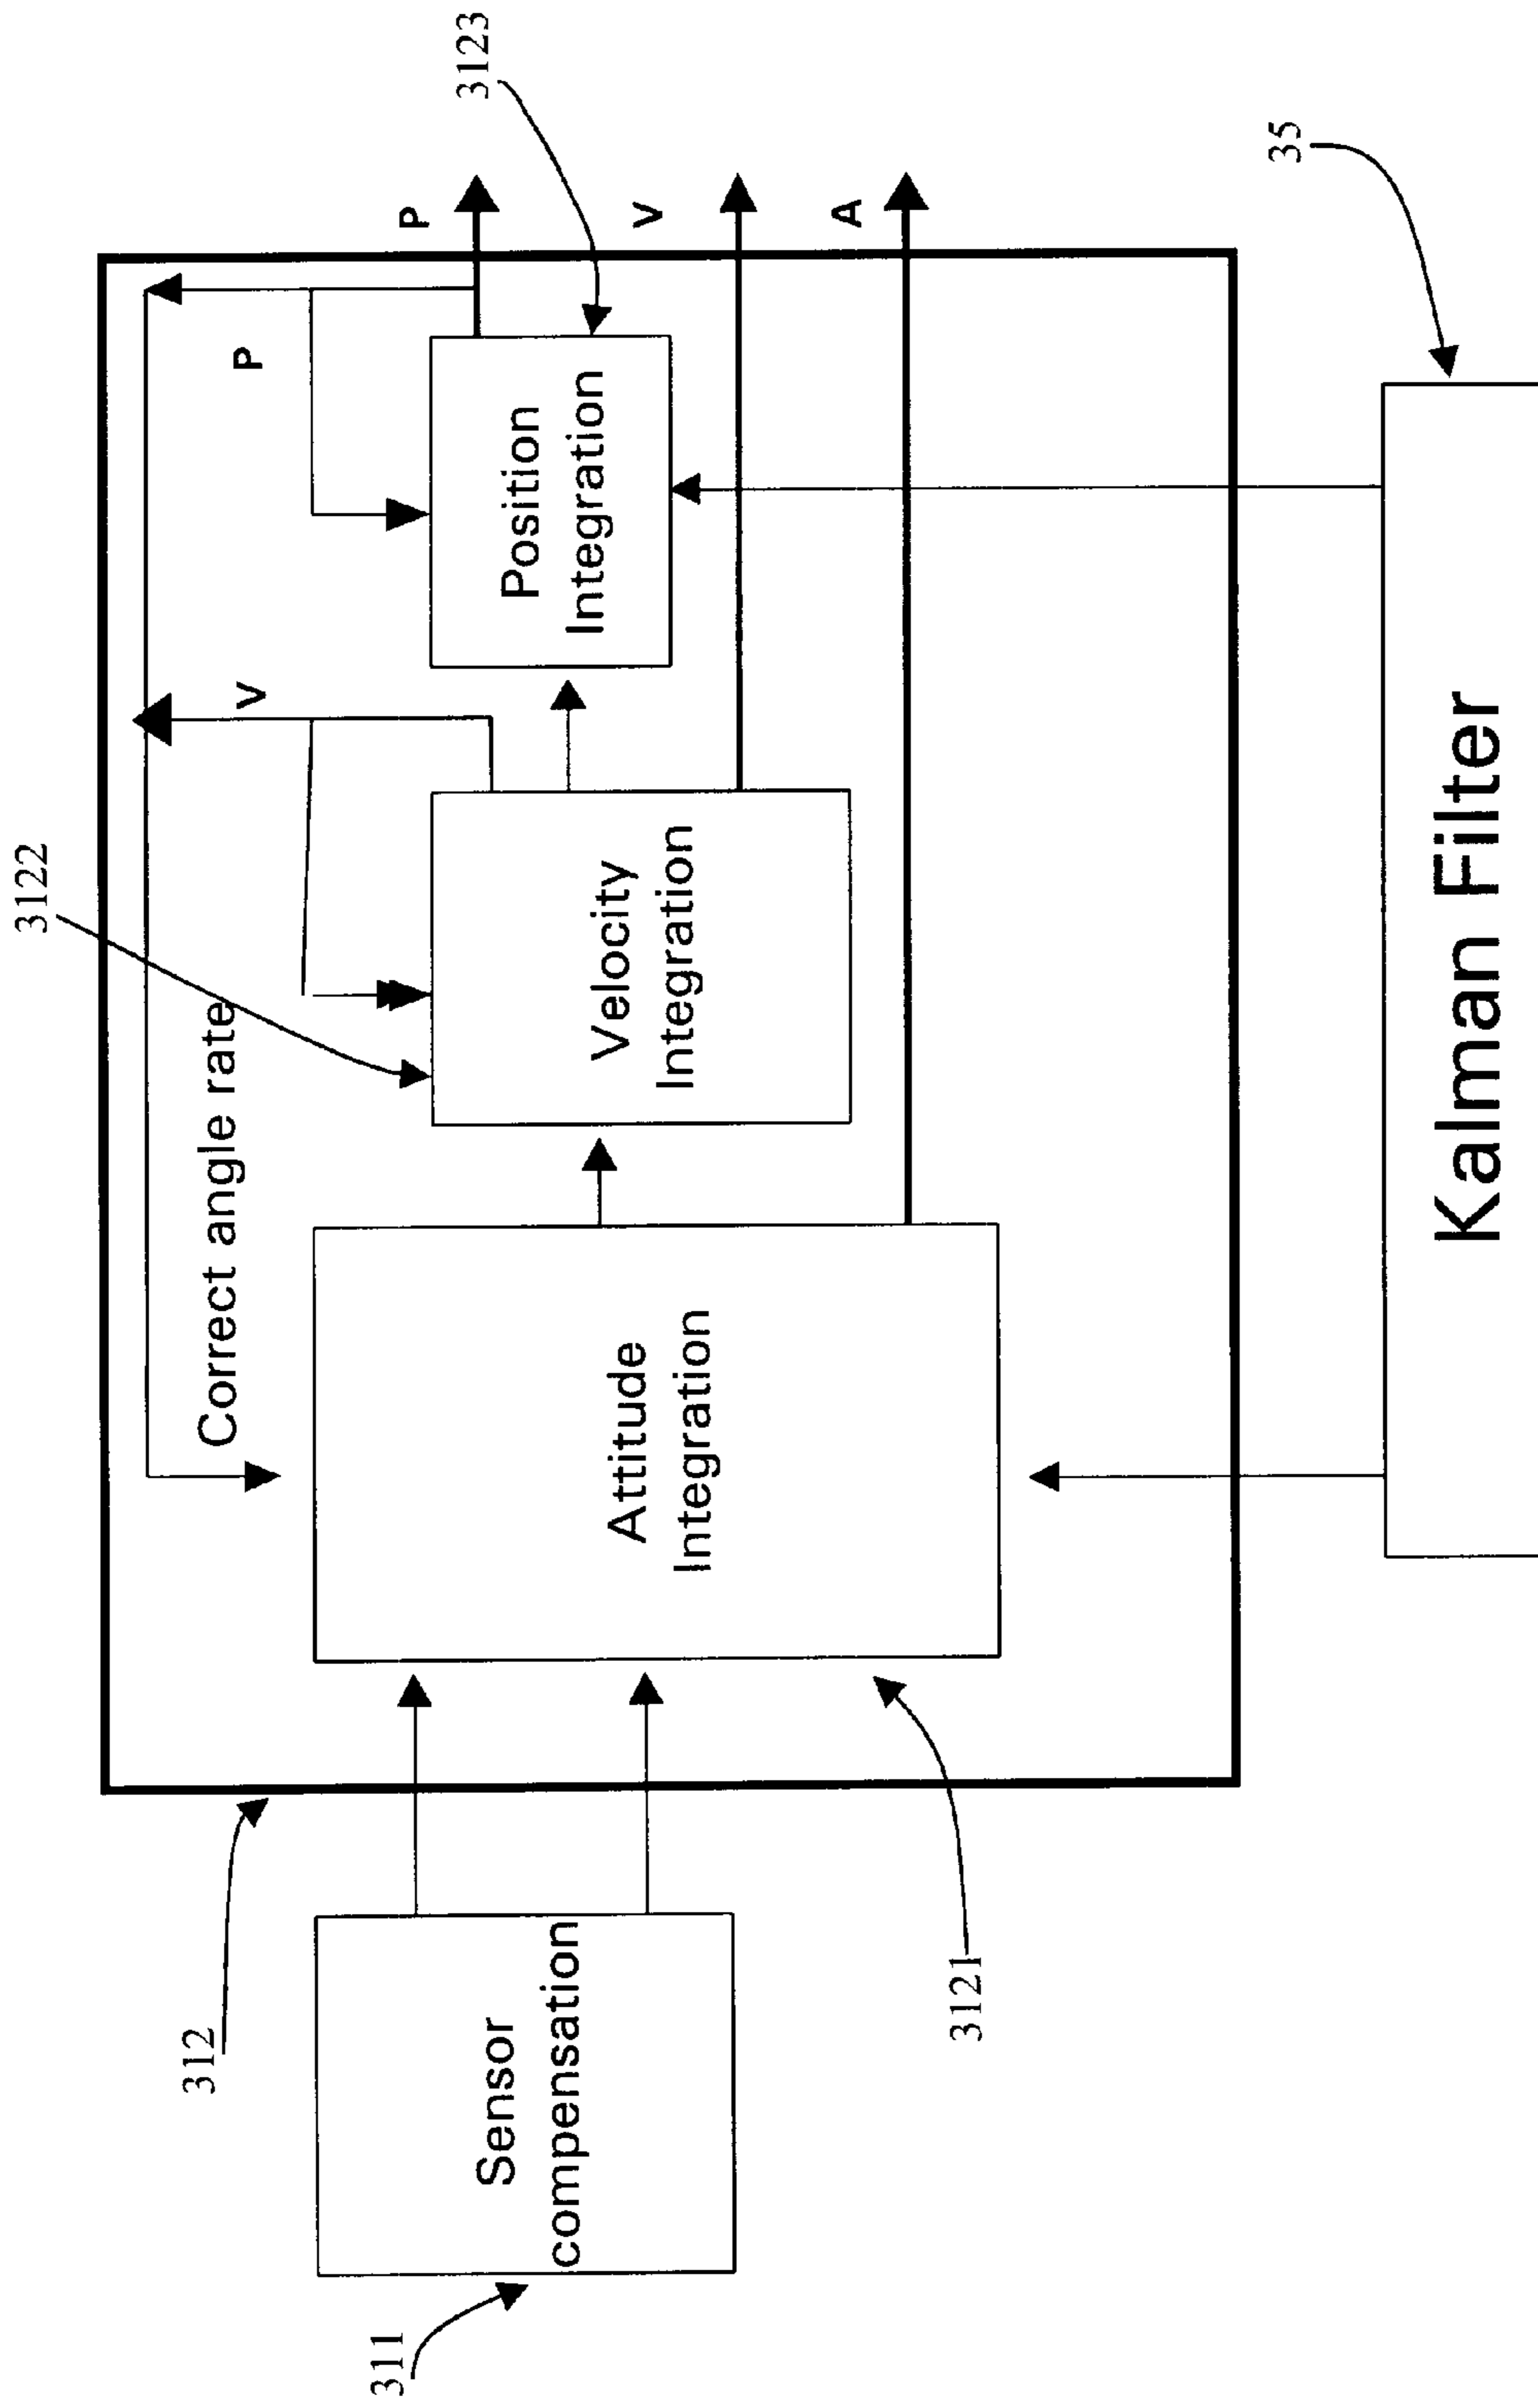 3122
3123
312
Correct angle rate
V
P
P
311
Sensor
compensation
Attitude
Integration
Velocity
Integration
Position
Integration
V
A
3121
35
Kalman Filter